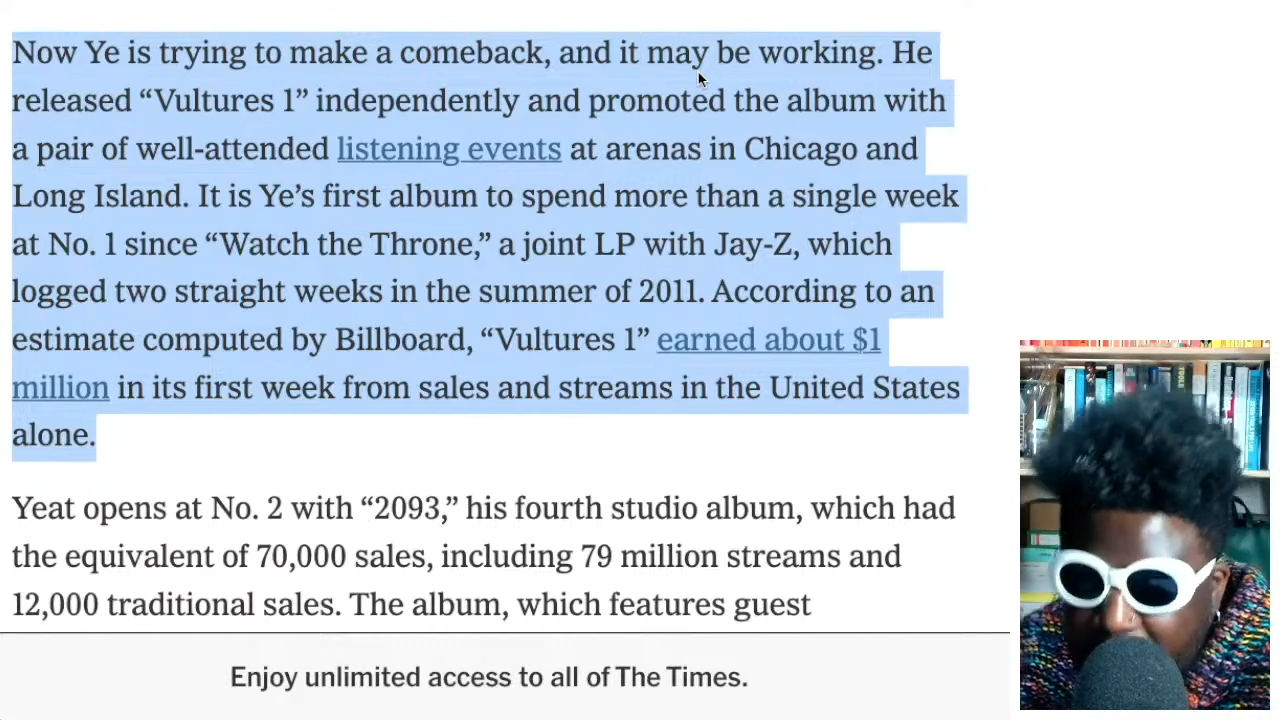 Now Ye is trying to make a comeback, and it may be working. He
released “Vultures 1” independently and promoted the album with
a pair of well-attended listening events at arenas in Chicago and
Long Island. It is Ye’s first album to spend more than a single week
at No. 1 since “Watch the Throne,” a joint LP with Jay-Z, which
logged two straight weeks in the summer of 2011. According to an
estimate computed by Billboard, “Vultures 1” earned about $1
million in its first week from sales and streams in the United States
alone.
Yeat opens at No. 2 with “2093,” his fourth studio album, which had
the equivalent of 70,000 sales, including 79 million streams and
12,000 traditional sales. The album, which features guest
Enjoy unlimited access to all of The Times.